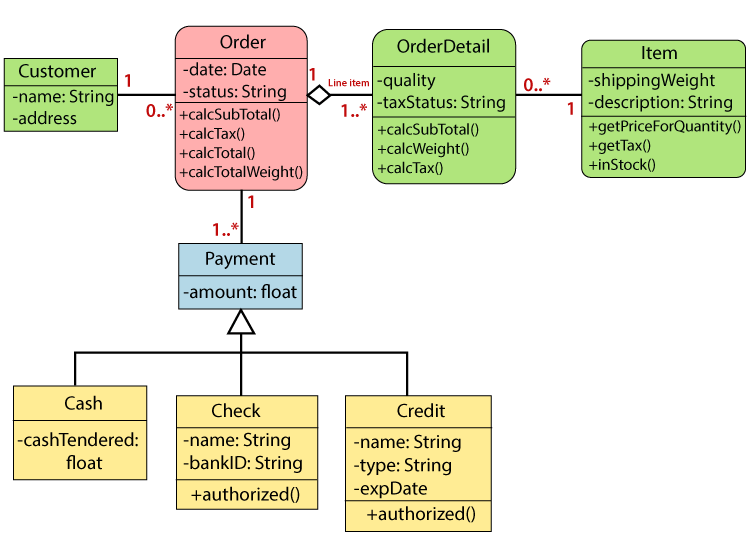 Customer
-name: String
-address
1
0..*
Order
-date: Date
-status: String
+calcSubTotal()
+calcTax()
+calcTotal()
+calcTotalWeight()
1
Line item
1..*
OrderDetail
-quality
-taxStatus: String
+calcSubTotal()
+calcWeight()
+calcTax()
0..*
1
Item
-shippingWeight
-description: String
+getPriceForQuantity()
+getTax()
+inStock()
1
1..*
Payment
-amount: float
Cash
-cashTendered:
float
Check
-name: String
-bankID: String
+authorized()
Credit
-name: String
-type: String
-expDate
+authorized()